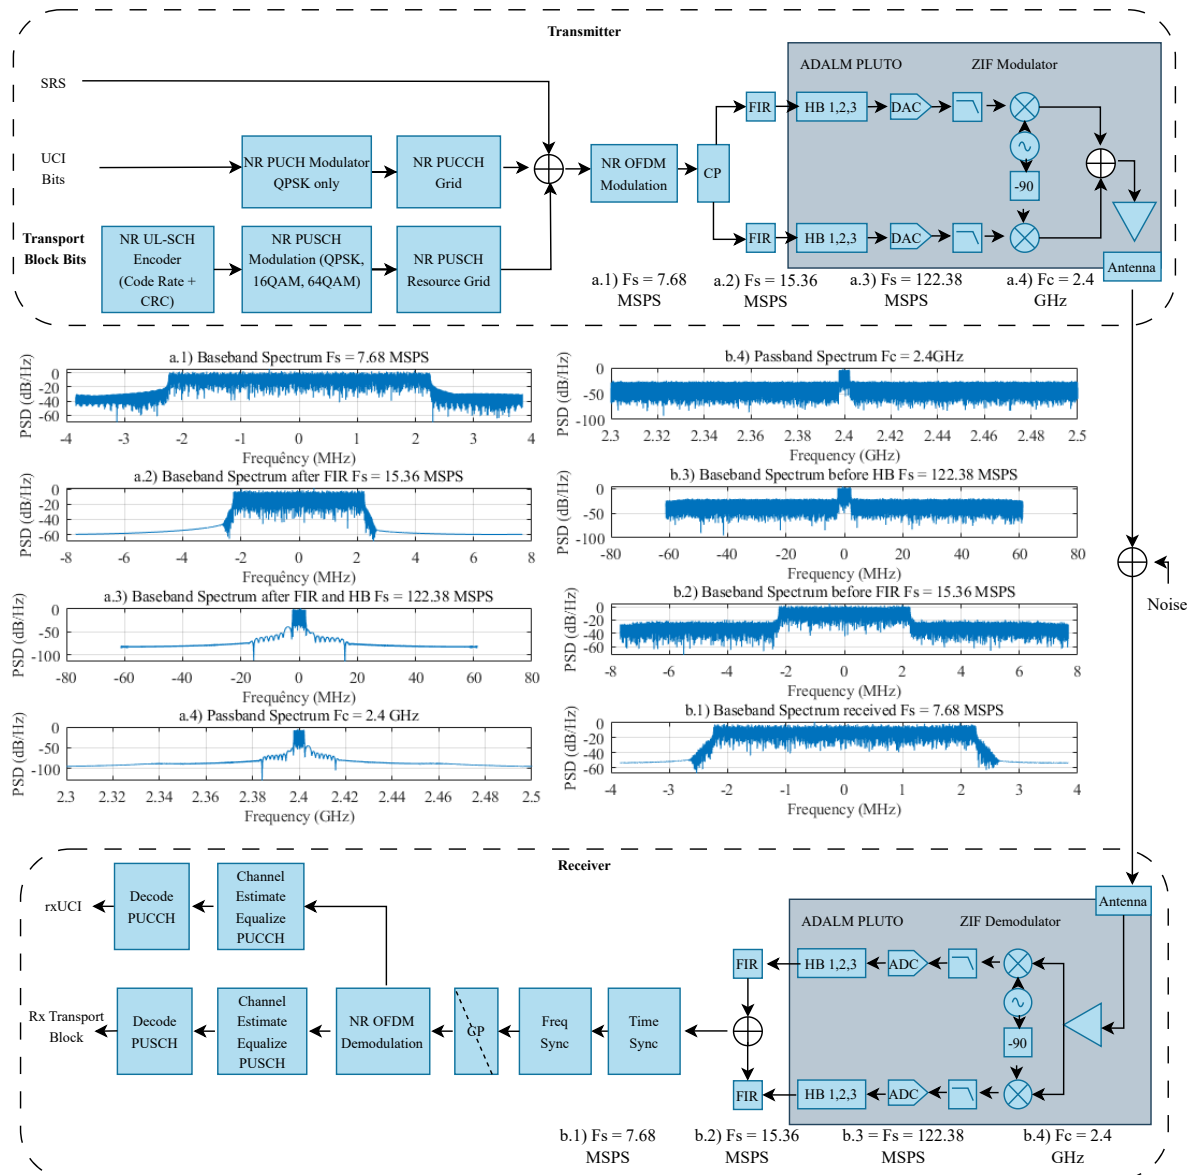 Transmitter
ADALM PLUTO
ZIF Modulator
SRS
FIR
HB 1,2,3
DAC
UCI
Bits
NR PUCH Modulator
QPSK only
NR PUCCH
Grid
NR OFDM
Modulation
CP
-90
Transport
Block Bits
NR UL-SCH
Encoder
(Code Rate +
CRC)
NR PUSCH
Modulation (QPSK,
16QAM, 64QAM)
NR PUSCH
Resource Grid
FIR
HB 1,2,3
DAC
Antenna
a.1) Fs = 7.68
MSPS
a.2) Fs = 15.36
MSPS
a.3) Fs = 122.38
MSPS
a.4) Fc = 2.4
GHz
a.1) Baseband Spectrum Fs = 7.68 MSPS
PSD (dB/Hz)
0
-20
-40
-60
-4 -3 -2 -1 0 1 2 3 4
Frequêncy (MHz)
a.2) Baseband Spectrum after FIR Fs = 15.36 MSPS
PSD (dB/Hz)
0
-20
-40
-60
-8 -6 -4 -2 0 2 4 6 8
Frequêncy (MHz)
a.3) Baseband Spectrum after FIR and HB Fs = 122.38 MSPS
PSD (dB/Hz)
0
-50
-100
-80 -60 -40 -20 0 20 40 60 80
Frequêncy (MHz)
a.4) Passband Spectrum Fc = 2.4 GHz
PSD (dB/Hz)
0
-50
-100
2.3 2.32 2.34 2.36 2.38 2.4 2.42 2.44 2.46 2.48 2.5
Frequency (GHz)
b.4) Passband Spectrum Fc = 2.4GHz
PSD (dB/Hz)
0
-50
-100
2.3 2.32 2.34 2.36 2.38 2.4 2.42 2.44 2.46 2.48 2.5
Frequency (GHz)
b.3) Baseband Spectrum before HB Fs = 122.38 MSPS
PSD (dB/Hz)
0
-50
-100
-80 -60 -40 -20 0 20 40 60 80
Frequêncy (MHz)
b.2) Baseband Spectrum before FIR Fs = 15.36 MSPS
PSD (dB/Hz)
0
-20
-40
-60
-8 -6 -4 -2 0 2 4 6 8
Frequêncy (MHz)
b.1) Baseband Spectrum received Fs = 7.68 MSPS
PSD (dB/Hz)
0
-20
-40
-60
-4 -3 -2 -1 0 1 2 3 4
Frequêncy (MHz)
Noise
Receiver
Antenna
ADALM PLUTO
ZIF Demodulator
rxUCI
Decode
PUCCH
Channel
Estimate
Equalize
PUCCH
FIR
HB 1,2,3
ADC
Rx Transport
Block
Decode
PUSCH
Channel
Estimate
Equalize
PUSCH
NR OFDM
Demodulation
CP
Freq
Sync
Time
Sync
-90
FIR
HB 1,2,3
ADC
b.1) Fs = 7.68
MSPS
b.2) Fs = 15.36
MSPS
b.3 = Fs = 122.38
MSPS
b.4) Fc = 2.4
GHz